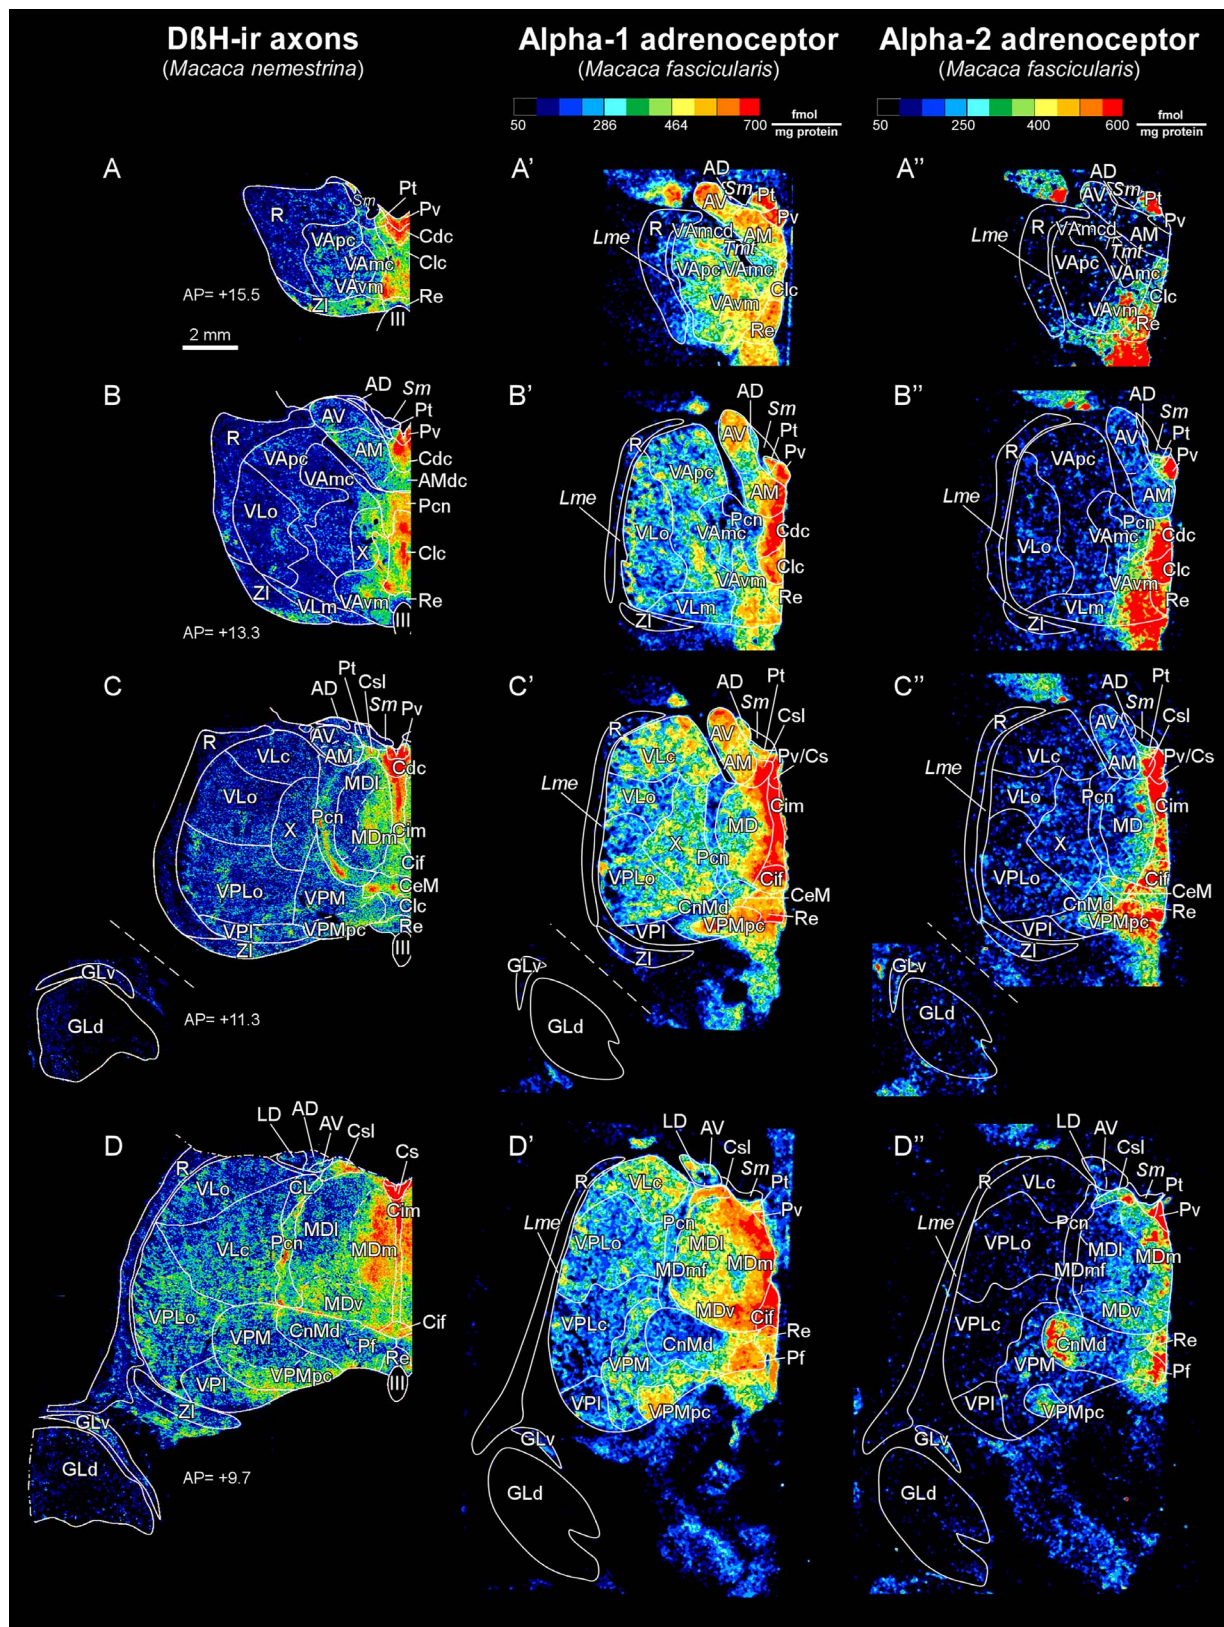 DßH-ir axons
(Macaca nemestrina)
Alpha-1 adrenoceptor
(Macaca fascicularis)
Alpha-2 adrenoceptor
(Macaca fascicularis)
50 286 464 700 fmol
mg protein
50 250 400 600 fmol
mg protein
A
R
Sm
Pt
Pv
Cdc
VApc
Clc
VAmc
VAvm
ZI
Re
III
AP= +15.5
2 mm
A’
AD
Sm
Pt
AV
Pv
R
VAmcd
AM
Lme
Tmt
VApc
VAmc
Clc
VAvm
Re
A’’
AD
Sm
Pt
AV
Pv
R
VAmcd
AM
Lme
Tmt
VApc
VAmc
Clc
VAvm
Re
B
AD
Sm
AV
Pt
R
Pv
AM
VApc
Cdc
VAmc
AMdc
Pcn
VLo
X
Clc
ZI
VLm
VAvm
Re
III
AP= +13.3
B’
AD
Sm
AV
Pt
R
Pv
VApc
Lme
AM
Pcn
VLo
VAmc
Cdc
Clc
VAvm
VLm
Re
ZI
B’’
AD
Sm
AV
Pt
R
Pv
VApc
Lme
AM
Pcn
VAmc
Cdc
VLo
Clc
VAvm
VLm
Re
ZI
C
Pt
Csl
AD
Sm
Pv
R
AV
VLc
AM
Cdc
MDl
VLo
Pcn
X
MDm
Cim
Cif
VPLo
VPM
CeM
Clc
VPI
VPMpc
Re
ZI
III
GLv
GLd
AP= +11.3
C’
Pt
AD
Sm
Csl
R
AV
VLc
AM
Pv/Cs
Lme
VLo
Cim
MD
X
Pcn
VPLo
Cif
CeM
CnMd
VPI
VPMpc
Re
ZI
GLv
GLd
C’’
Pt
AD
Sm
Csl
R
AV
VLc
AM
Pv/Cs
Lme
VLo
Pcn
Cim
MD
X
VPLo
Cif
CeM
CnMd
VPI
VPMpc
Re
ZI
GLv
GLd
D
LD
AD
AV
Csl
Cs
R
VLo
CL
Cim
MDl
VLc
Pcn
MDm
MDv
VPLo
VPM
CnMd
Cif
Pf
Re
VPI
VPMpc
III
ZI
GLv
GLd
AP= +9.7
D’
LD
AV
Csl
Sm
R
VLc
Pt
Lme
Pcn
Pv
VPLo
MDl
MDmf
MDm
MDv
VPLc
Cif
CnMd
Re
VPM
Pf
VPI
VPMpc
GLv
GLd
D’’
LD
AV
Csl
Sm
R
VLc
Pt
Lme
Pcn
Pv
VPLo
MDl
MDm
MDmf
MDv
VPLc
CnMd
Re
VPM
Pf
VPI
VPMpc
GLv
GLd